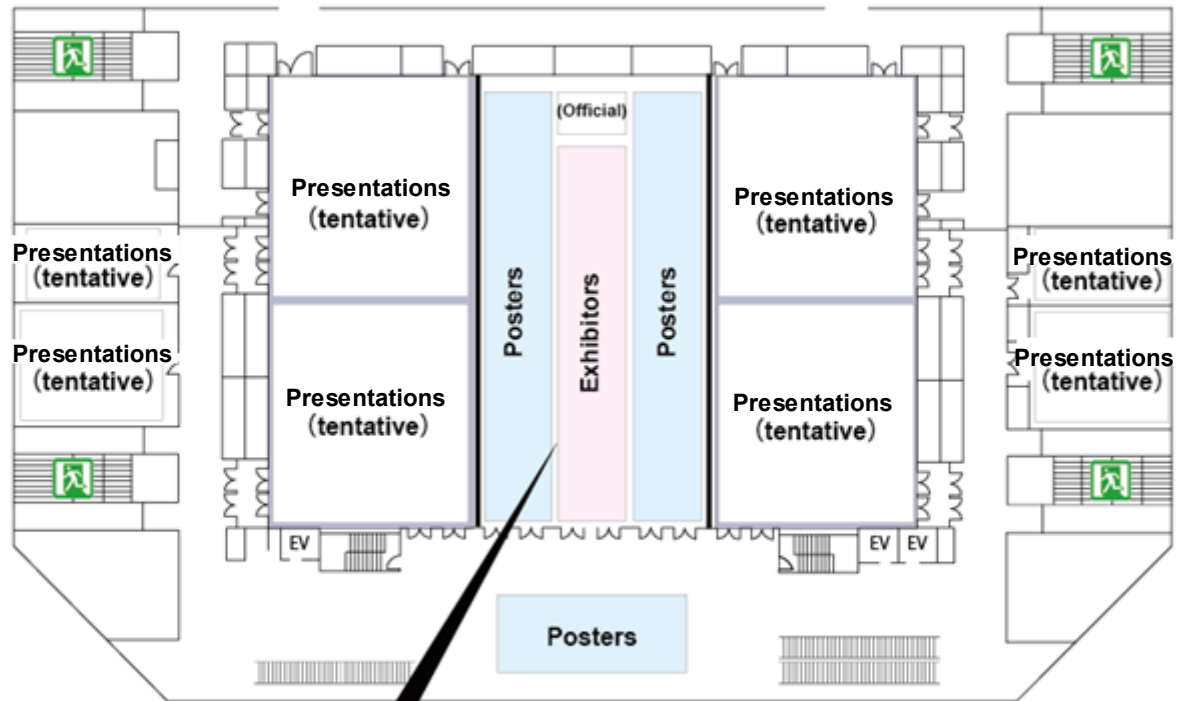 (Official)
Presentations
(tentative)
Presentations
(tentative)
Presentations
(tentative)
Presentations
(tentative)
Posters
Exhibitors
Posters
Presentations
(tentative)
Presentations
(tentative)
Presentations
(tentative)
Presentations
(tentative)
EV
EV
EV
Posters